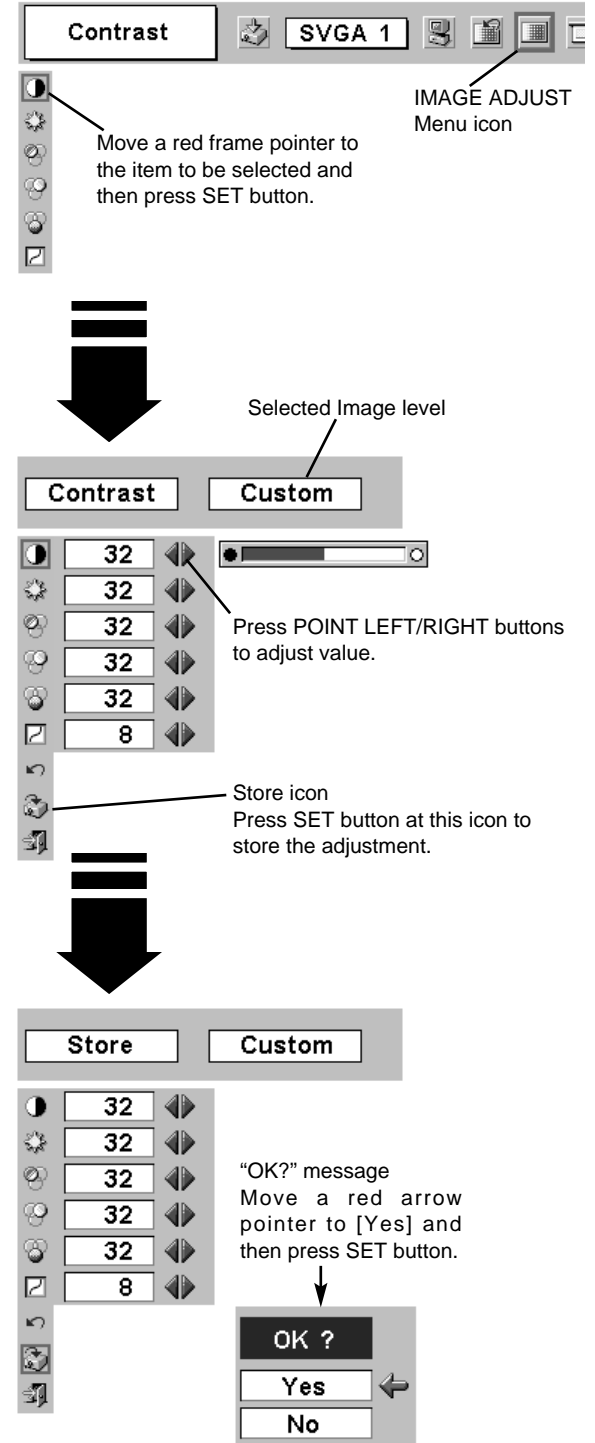 Contrast
SVGA 1
IMAGE ADJUST
Menu icon
Move a red frame pointer to
the item to be selected and
then press SET button.
Selected Image level
Contrast
Custom
32
32
Press POINT LEFT/RIGHT buttons
to adjust value.
32
32
32
8
Store icon
Press SET button at this icon to
store the adjustment.
Store
Custom
32
32
32
32
32
8
“OK?” message
Move a red arrow
pointer to [Yes] and
then press SET button.
OK ?
Yes
No